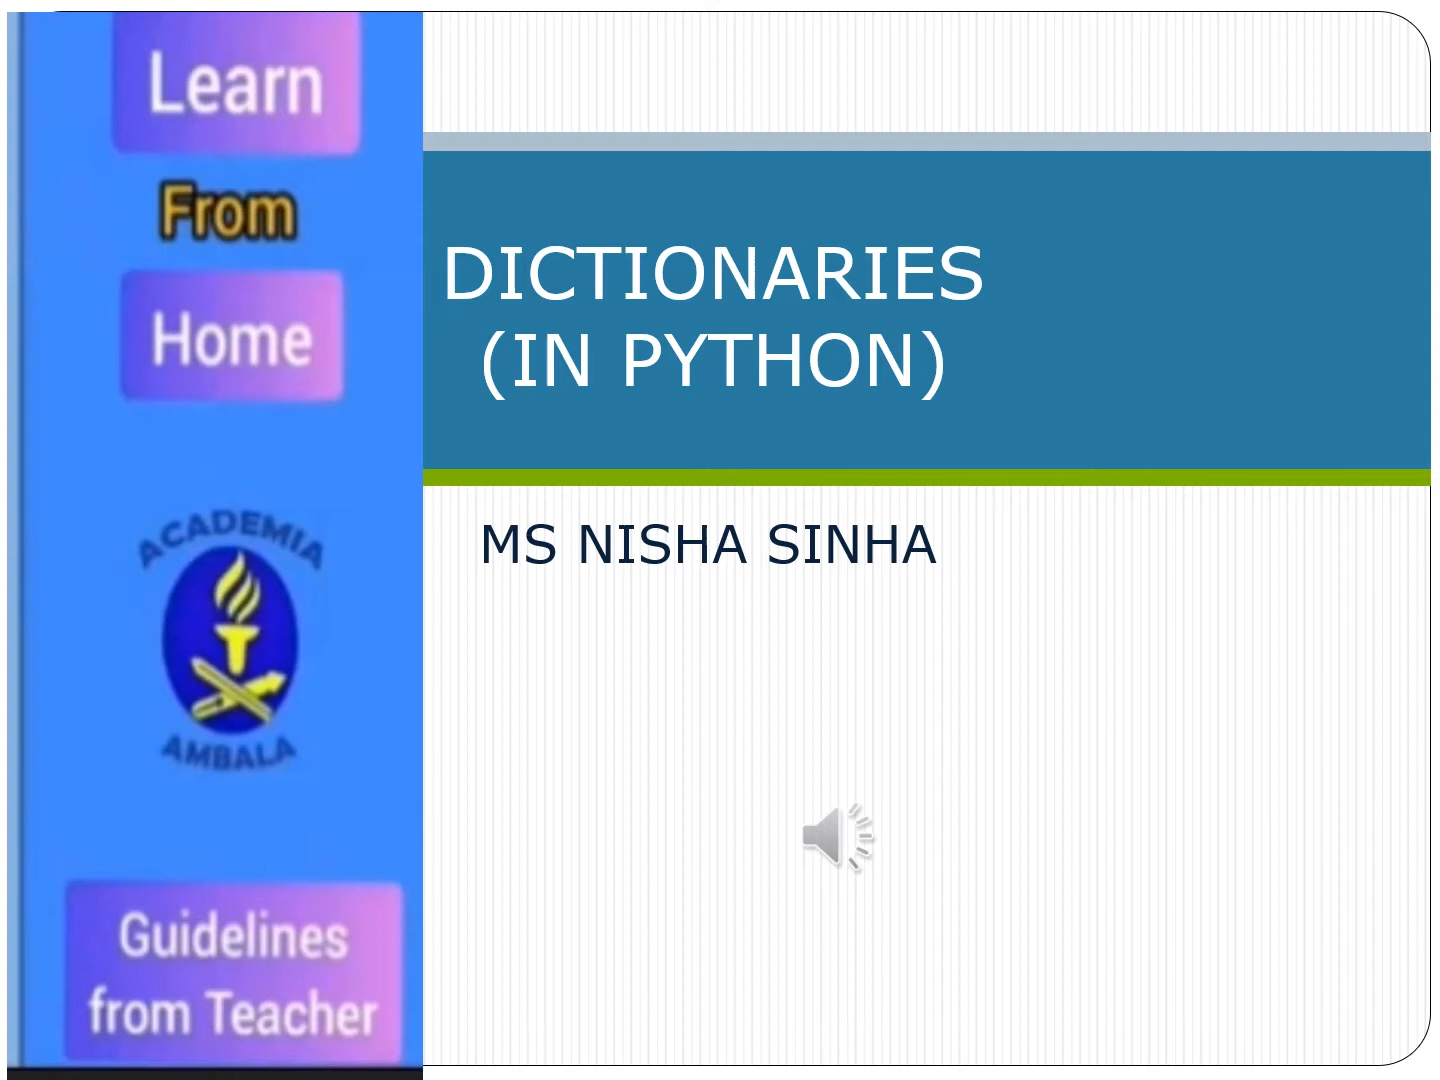 Learn
From
Home
ACADEMIA
AMBALA
Guidelines
from Teacher
DICTIONARIES
(IN PYTHON)
MS NISHA SINHA